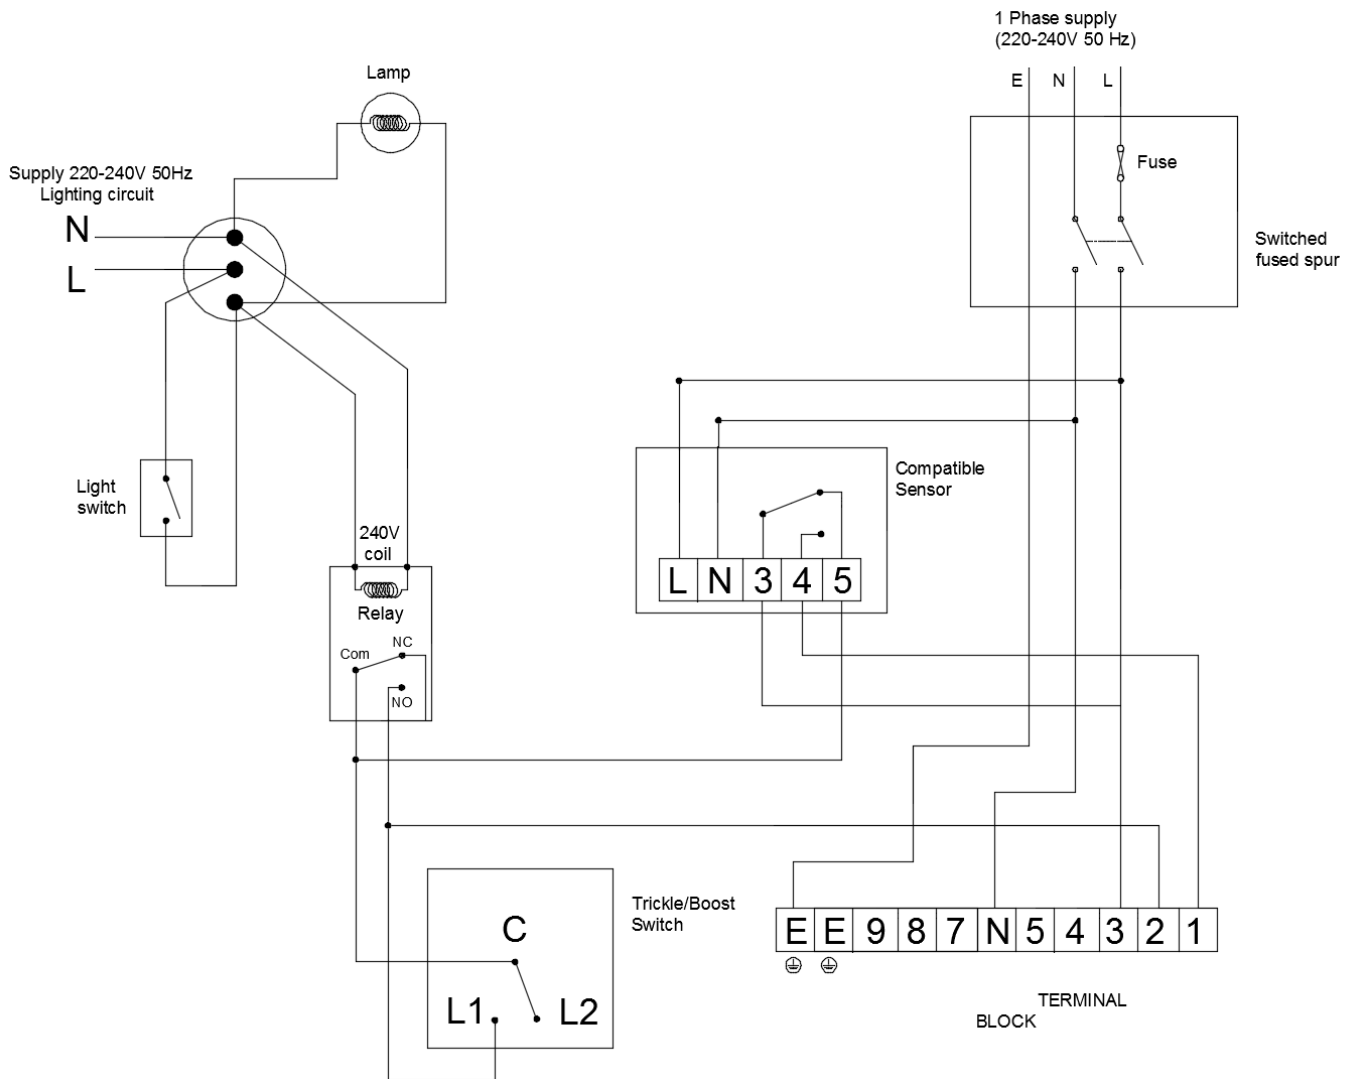 1 Phase supply
(220-240V 50 Hz)
E N L
Fuse
Switched
fused spur
Lamp
Supply 220-240V 50Hz
Lighting circuit
N
L
Light
switch
240V
coil
Relay
Com
NC
NO
Compatible
Sensor
L N 3 4 5
Trickle/Boost
Switch
C
L1 L2
E E 9 8 7 N 5 4 3 2 1
TERMINAL
BLOCK